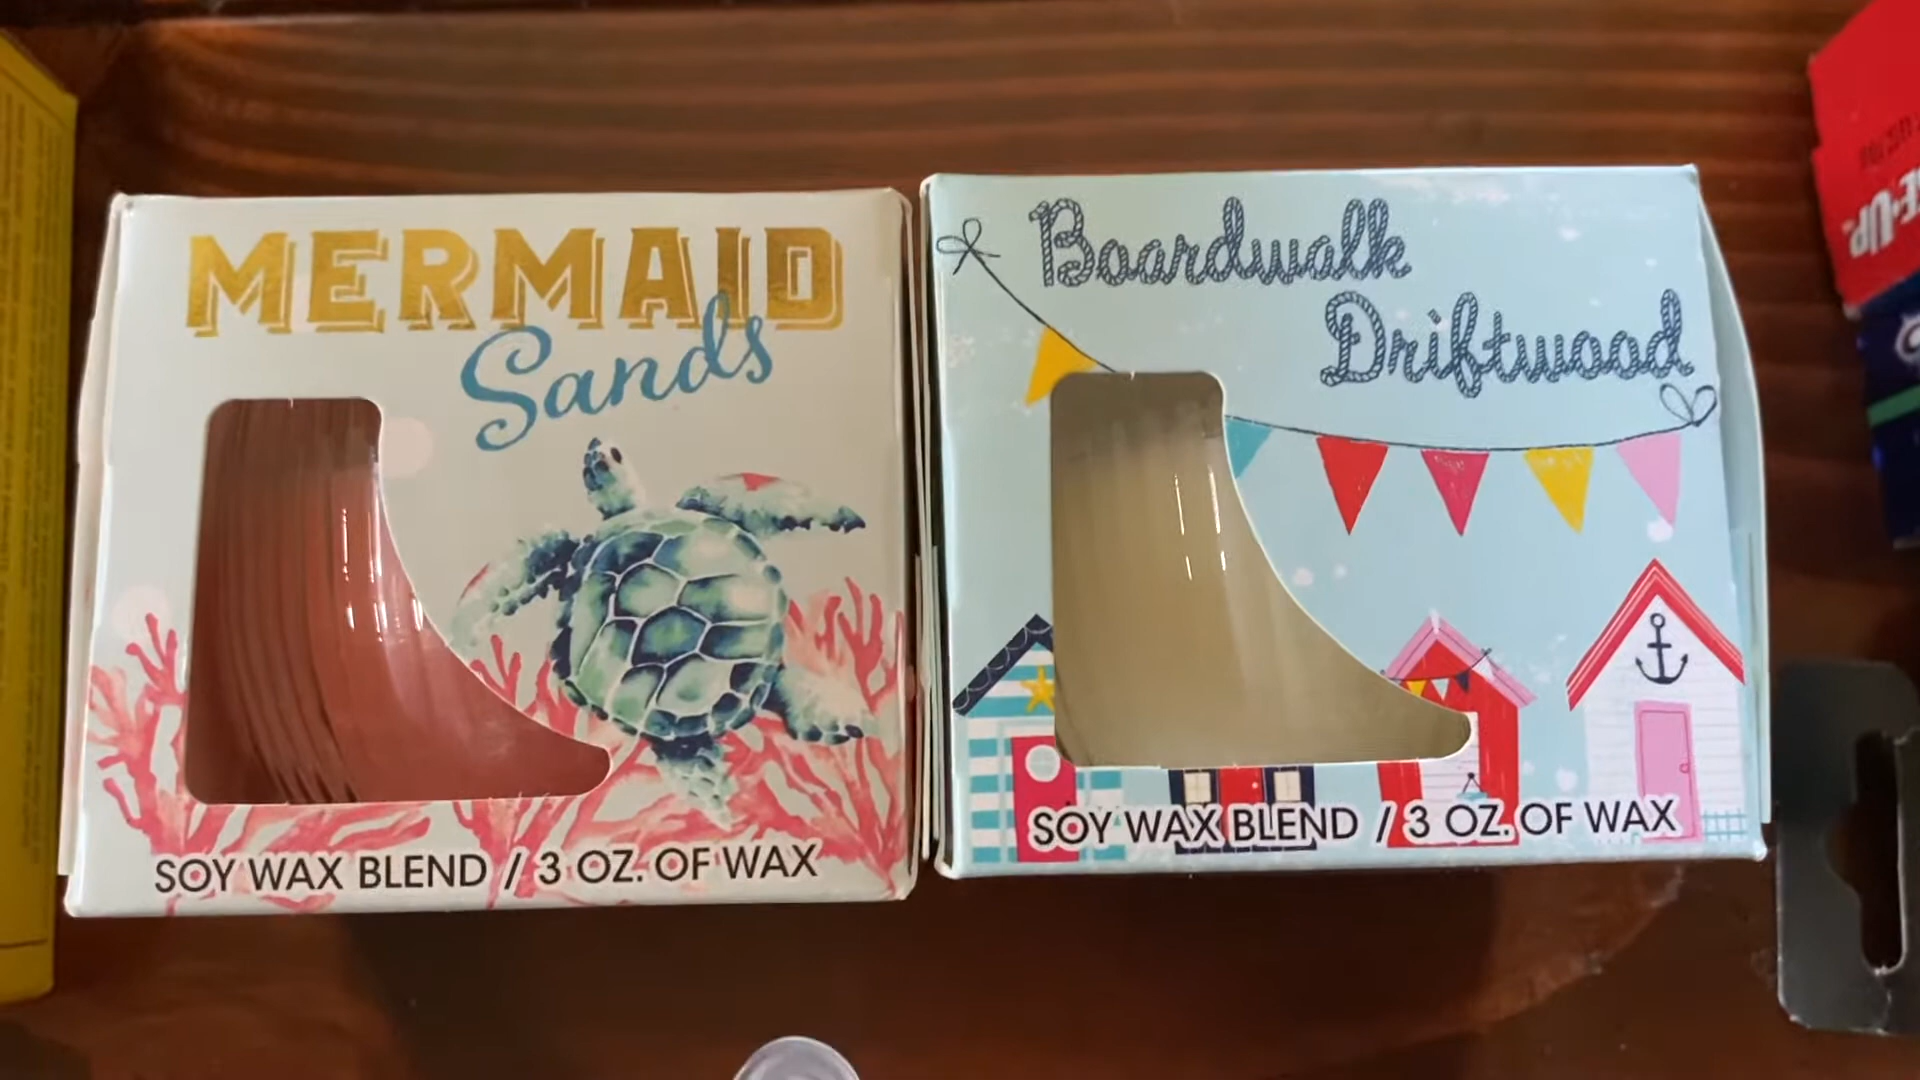 MERMAID
Sands
SOY WAX BLEND / 3 OZ. OF WAX
Boardwalk
Driftwood
SOY WAX BLEND / 3 OZ. OF WAX